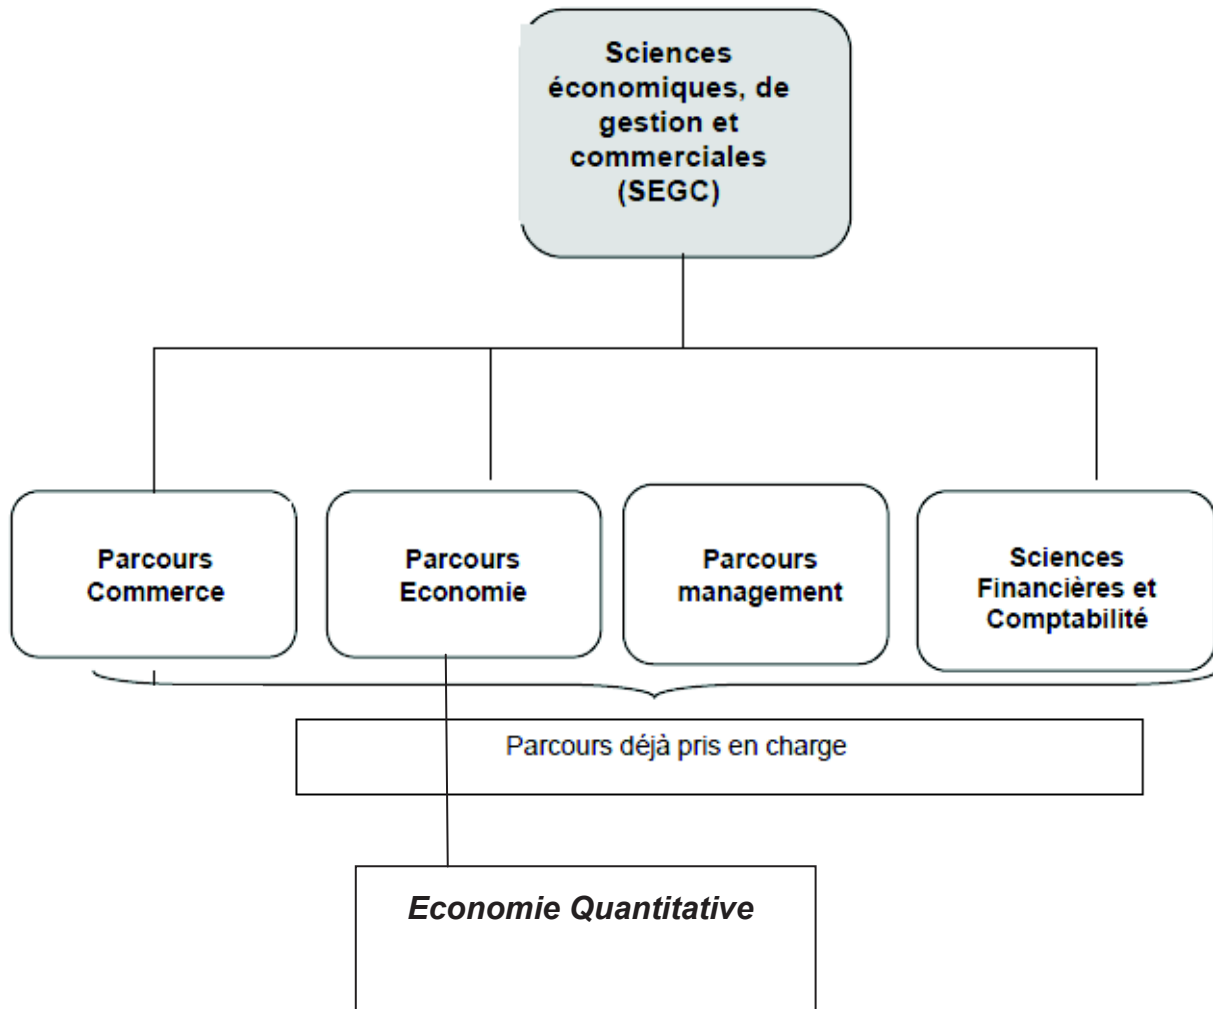 Sciences
économiques, de
gestion et
commerciales
(SEGC)
Parcours
Commerce
Parcours
Economie
Parcours
management
Sciences
Financières et
Comptabilité
Parcours déjà pris en charge
Economie Quantitative